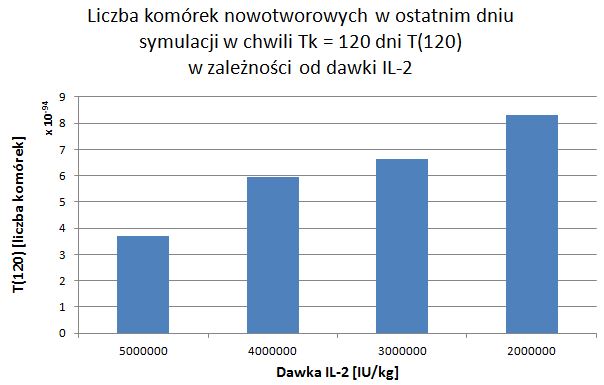 Liczba komórek nowotworowych w ostatnim dniu
symulacji w chwili Tk = 120 dni T(120)
w zależności od dawki IL-2
x 10⁻⁹⁴
T(120) [liczba komórek]
9
8
7
6
5
4
3
2
1
0
5000000 4000000 3000000 2000000
Dawka IL-2 [IU/kg]